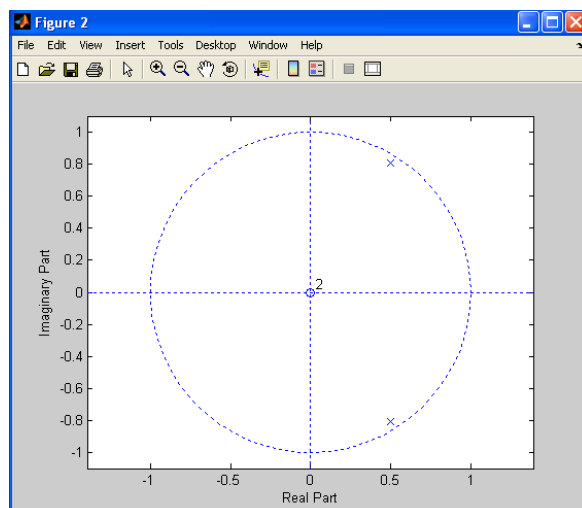 Figure 2
File Edit View Insert Tools Desktop Window Help
1
0.8
0.6
0.4
0.2
0
-0.2
-0.4
-0.6
-0.8
-1
2
Imaginary Part
-1 -0.5 0 0.5 1
Real Part